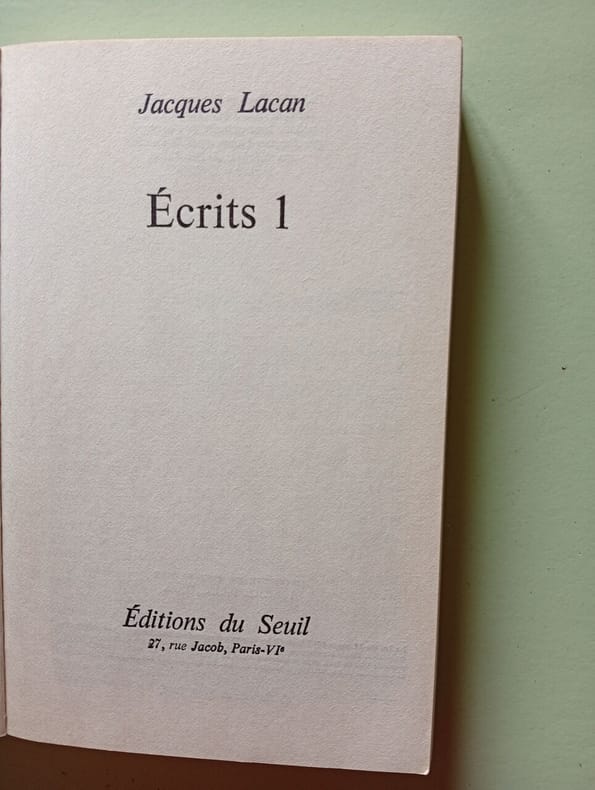 Jacques Lacan
Écrits 1
Éditions du Seuil
27, rue Jacob, Paris-VIᵉ